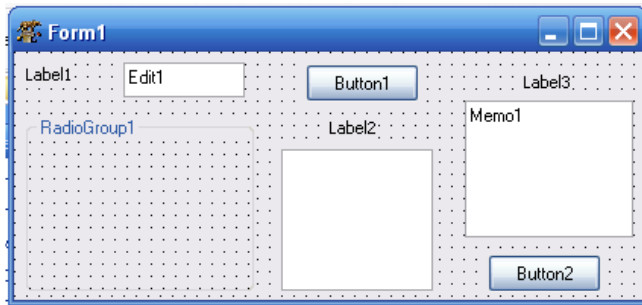 Form1
Label1 Edit1 Button1 Label3
RadioGroup1 Label2 Memo1
Button2